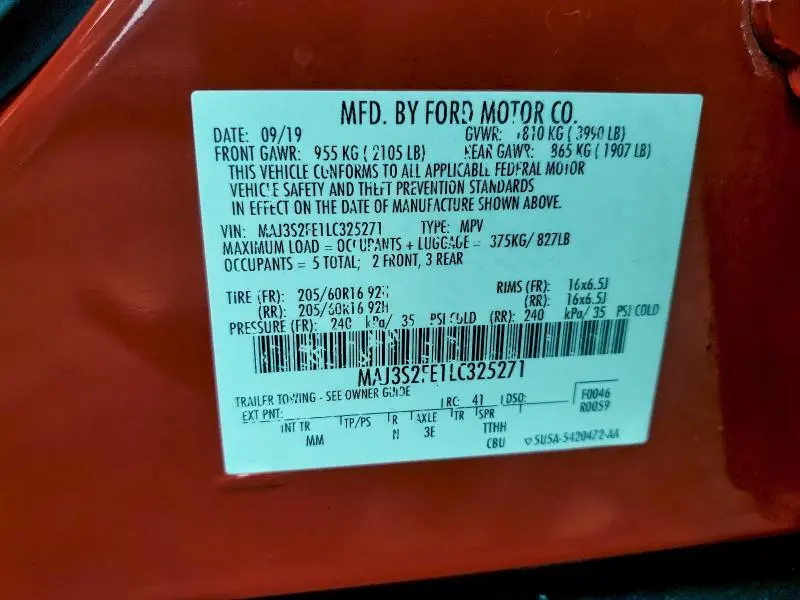 MFD. BY FORD MOTOR CO.
DATE: 09/19 GVWR: 1810 KG ( 3990 LB)
FRONT GAWR: 955 KG ( 2105 LB) REAR GAWR: 865 KG ( 1907 LB)
THIS VEHICLE CONFORMS TO ALL APPLICABLE FEDERAL MOTOR
VEHICLE SAFETY AND THEFT PREVENTION STANDARDS
IN EFFECT ON THE DATE OF MANUFACTURE SHOWN ABOVE.
VIN: MAJ3S2FE1LC325271 TYPE: MPV
MAXIMUM LOAD = OCCUPANTS + LUGGAGE = 375KG/ 827LB
OCCUPANTS = 5 TOTAL; 2 FRONT, 3 REAR
TIRE (FR): 205/60R16 92H RIMS (FR): 16x6.5J
(RR): 205/60R16 92H (RR): 16x6.5J
PRESSURE (FR): 240 kPa/ 35 PSI COLD (RR): 240 kPa/ 35 PSI COLD
MAJ3S2FE1LC325271
TRAILER TOWING - SEE OWNER GUIDE RC: 41 DSO: F0046
EXT PNT: R0059
INT TR TP/PS R AXLE TR SPR
MM N 3E TTHH
CBU 5U5A-5420472-AA